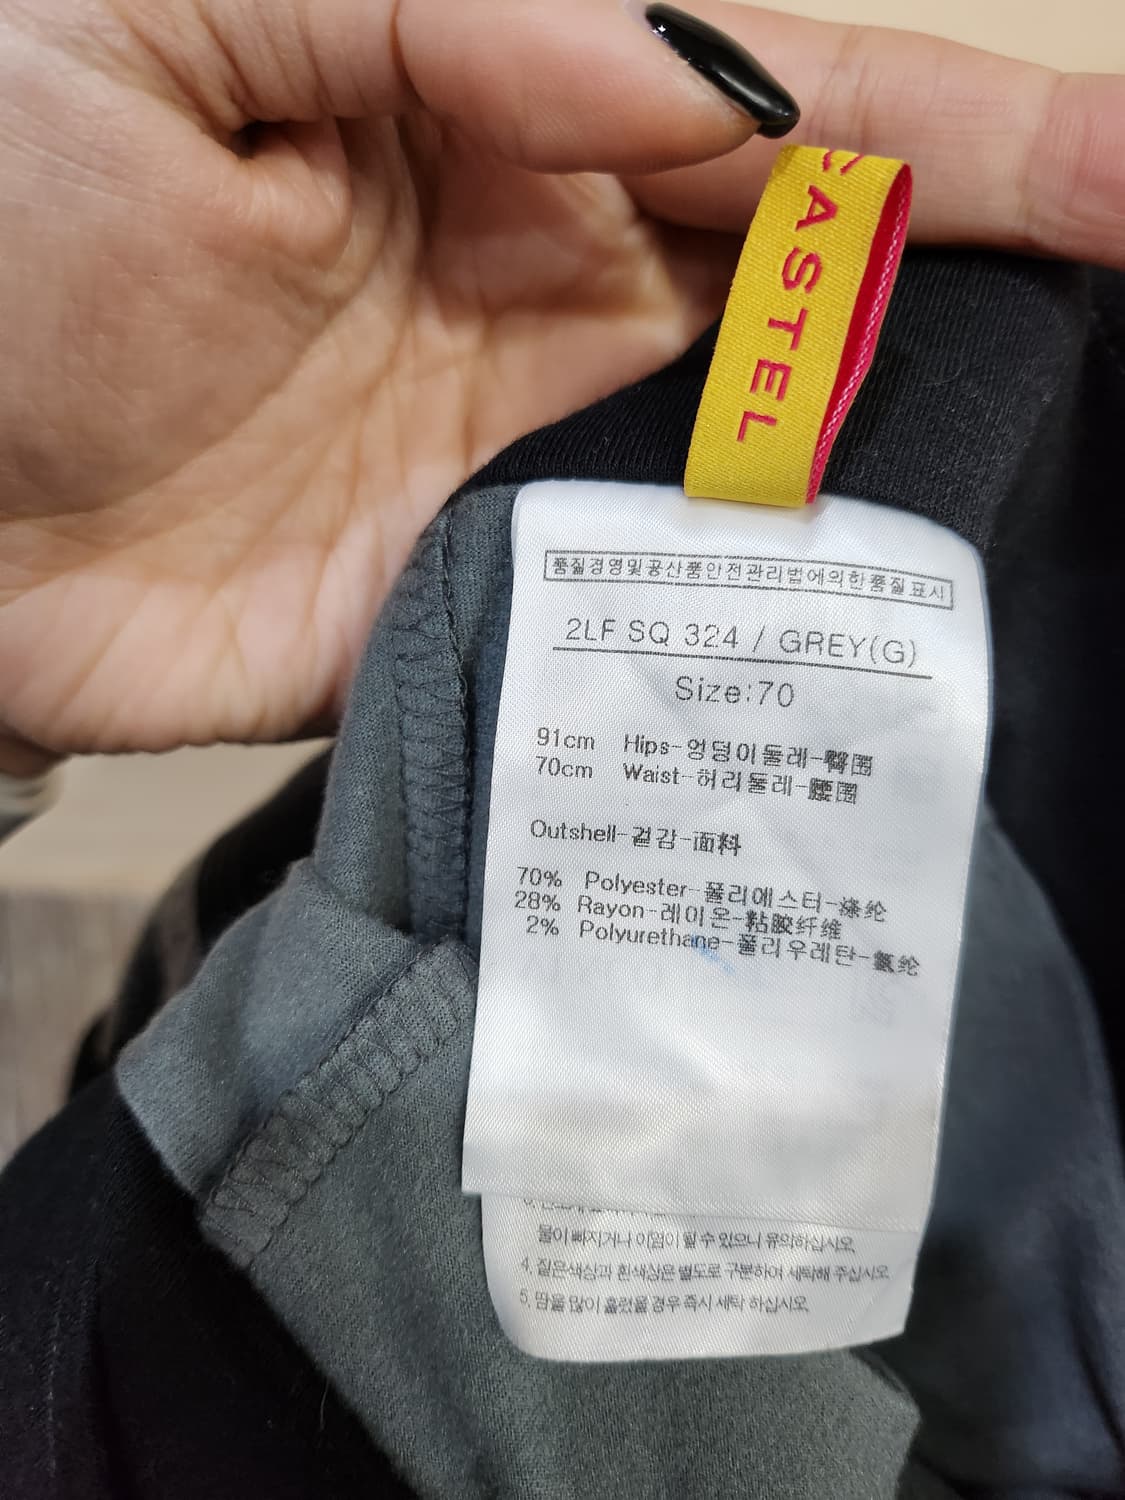 CASTEL
품질경영및공산품안전관리법에의한품질표시
2LF SQ 324 / GREY(G)
Size:70
91cm Hips-엉덩이둘레-臀围
70cm Waist-허리둘레-腰围
Outshell-겉감-面料
70% Polyester-폴리에스터-涤纶
28% Rayon-레이온-粘胶纤维
2% Polyurethane-폴리우레탄-氨纶
물이 빠지거나 이염이 될 수 있으니 유의하십시오.
4. 짙은색상과 흰색상은 별도로 구분하여 세탁해 주십시오.
5. 땀을 많이 흘렸을 경우 즉시 세탁 하십시오.